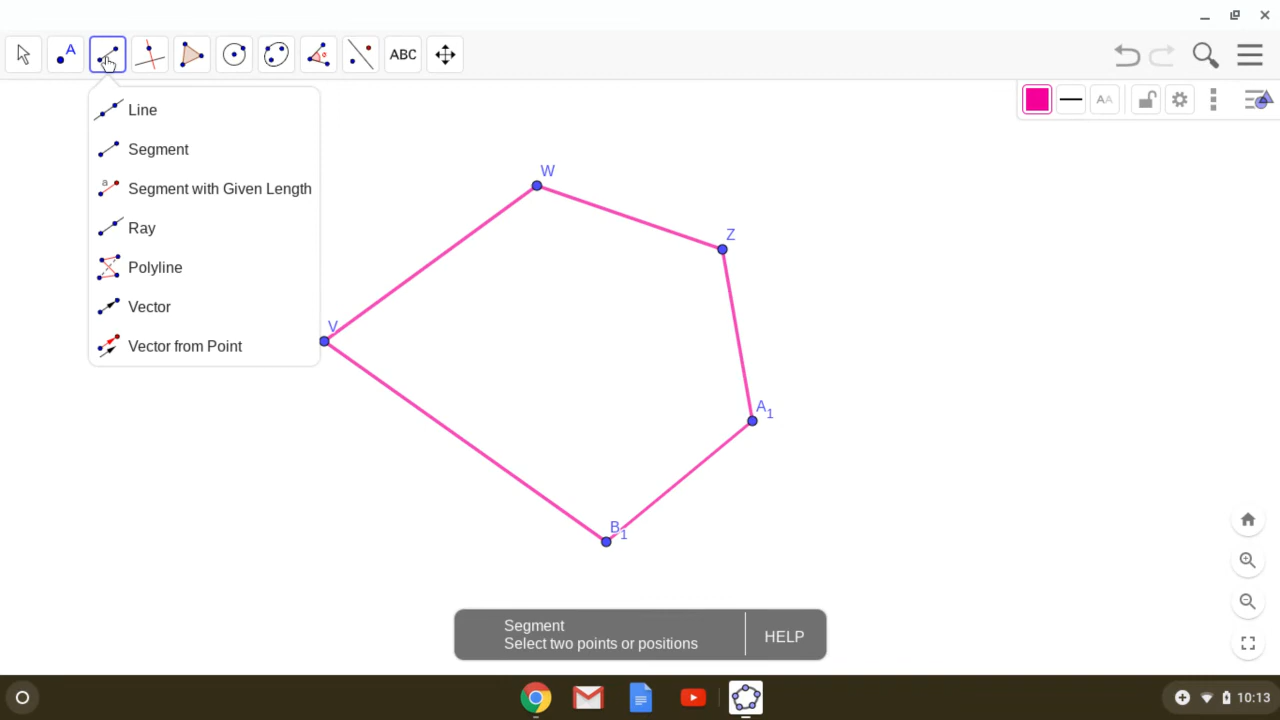 A
ABC
Line
Segment
a
Segment with Given Length
Ray
Polyline
Vector
Vector from Point
AA
W
Z
V
A1
B1
Segment
Select two points or positions
HELP
10:13